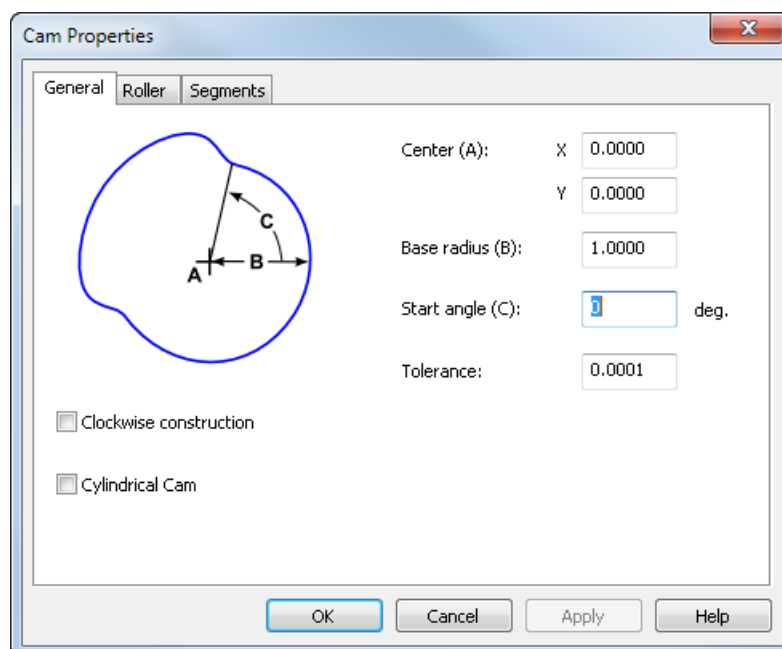 Cam Properties
General Roller Segments
Center (A): X 0.0000
Y 0.0000
Base radius (B): 1.0000
Start angle (C): 0 deg.
Tolerance: 0.0001
C
B
A
Clockwise construction
Cylindrical Cam
OK Cancel Apply Help